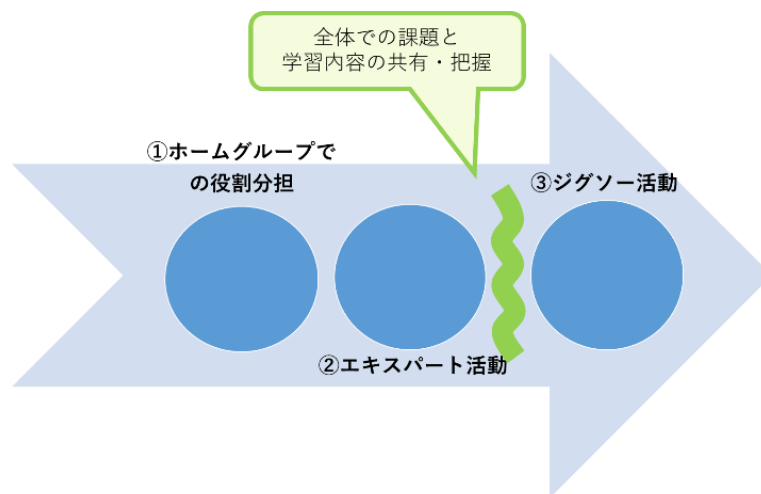 全体での課題と
学習内容の共有・把握
①ホームグループで
の役割分担
③ジグソー活動
②エキスパート活動